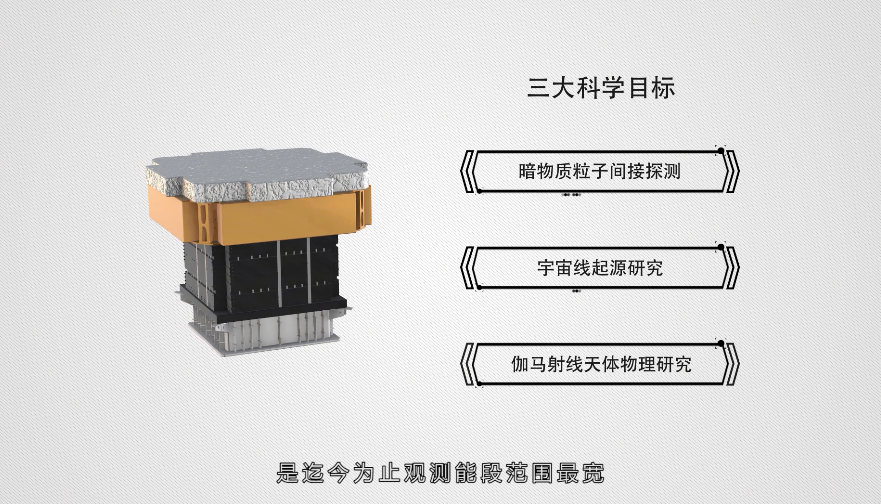 三大科学目标
暗物质粒子间接探测
宇宙线起源研究
伽马射线天体物理研究
是迄今为止观测能段范围最宽